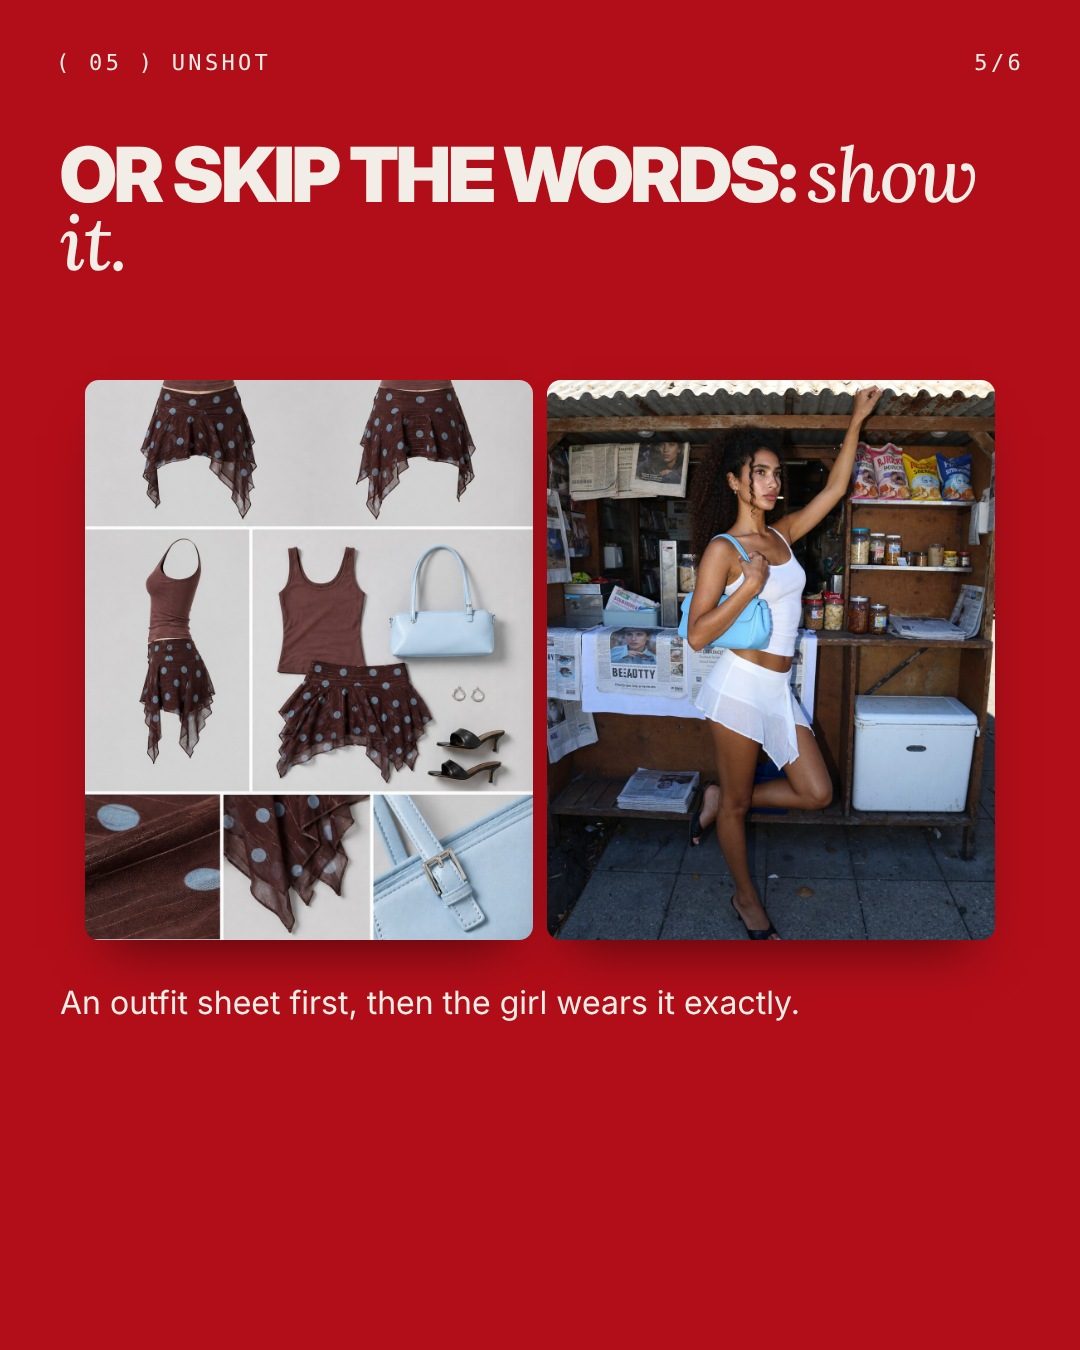 ( 05 ) UNSHOT
5/6
OR SKIP THE WORDS: show
it.
BEEADTTY
An outfit sheet first, then the girl wears it exactly.